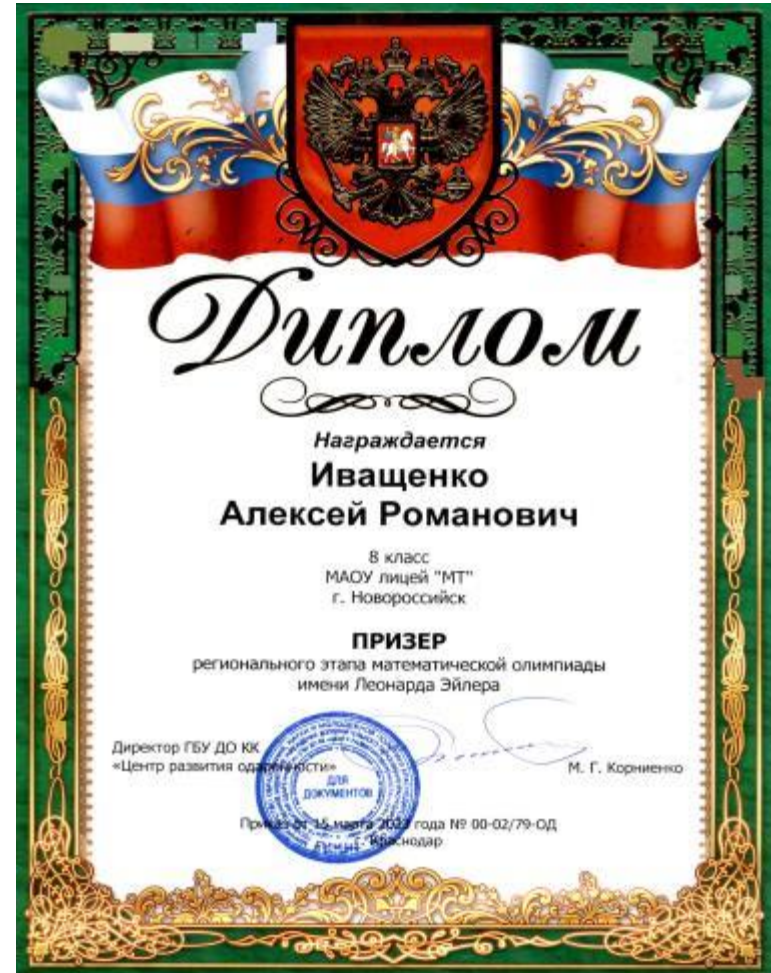 Диплом
Награждается
Иващенко
Алексей Романович
8 класс
МАОУ лицей "МТ"
г. Новороссийск
ПРИЗЕР
регионального этапа математической олимпиады
имени Леонарда Эйлера
Директор ГБУ ДО КК
«Центр развития одаренности»
М. Г. Корниенко
ДЛЯ
ДОКУМЕНТОВ
Приказ от 15 марта 2023 года № 00-02/79-ОД
г. Краснодар